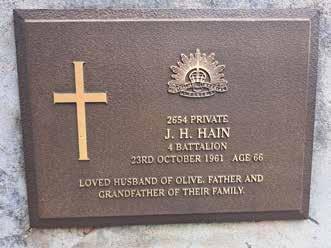 2654 PRIVATE
J. H. HAIN
4 BATTALION
23RD OCTOBER 1961 AGE 66
LOVED HUSBAND OF OLIVE. FATHER AND
GRANDFATHER OF THEIR FAMILY.